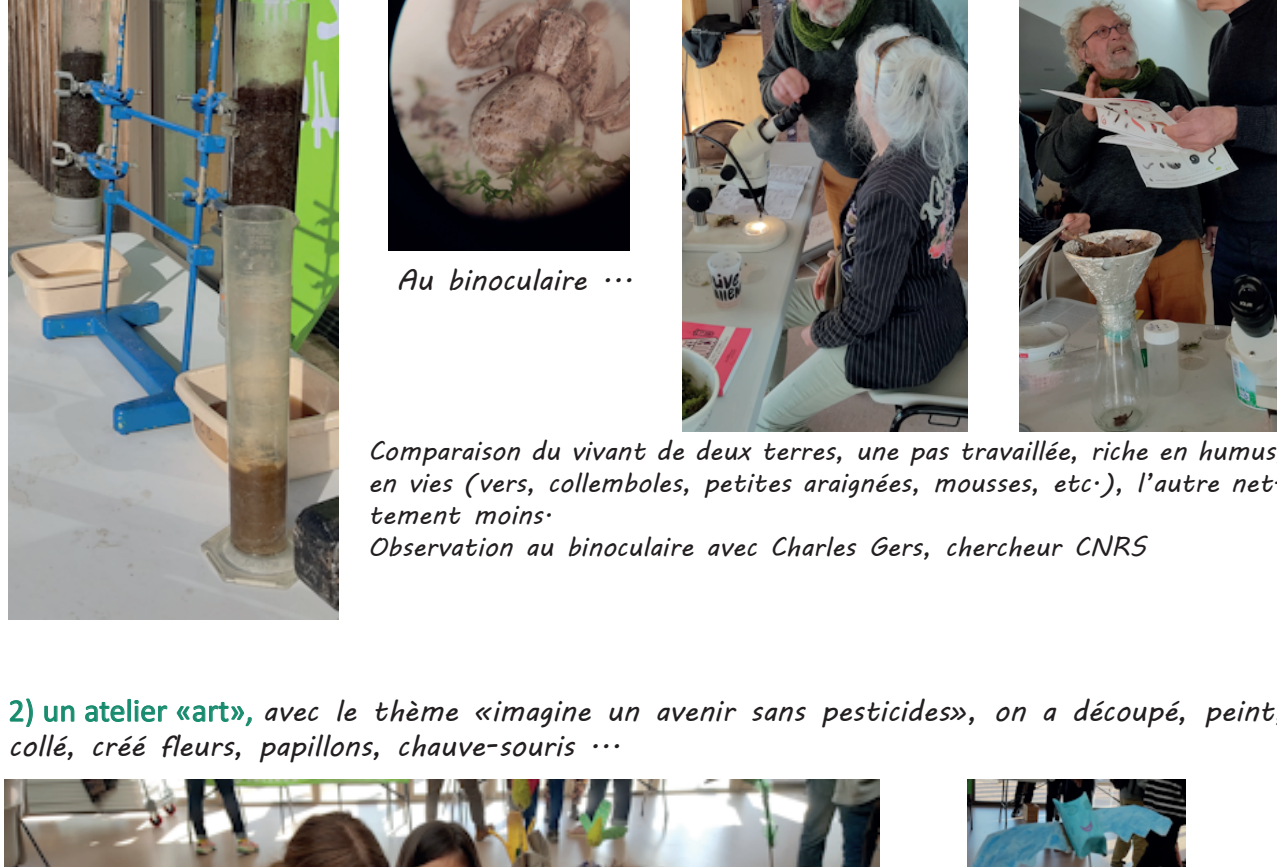 Au binoculaire ...
LIVE
Comparaison du vivant de deux terres, une pas travaillée, riche en humus
en vies (vers, collemboles, petites araignées, mousses, etc.), l'autre net-
tement moins.
Observation au binoculaire avec Charles Gers, chercheur CNRS
2) un atelier «art», avec le thème «imagine un avenir sans pesticides», on a découpé, peint,
collé, créé fleurs, papillons, chauve-souris ...